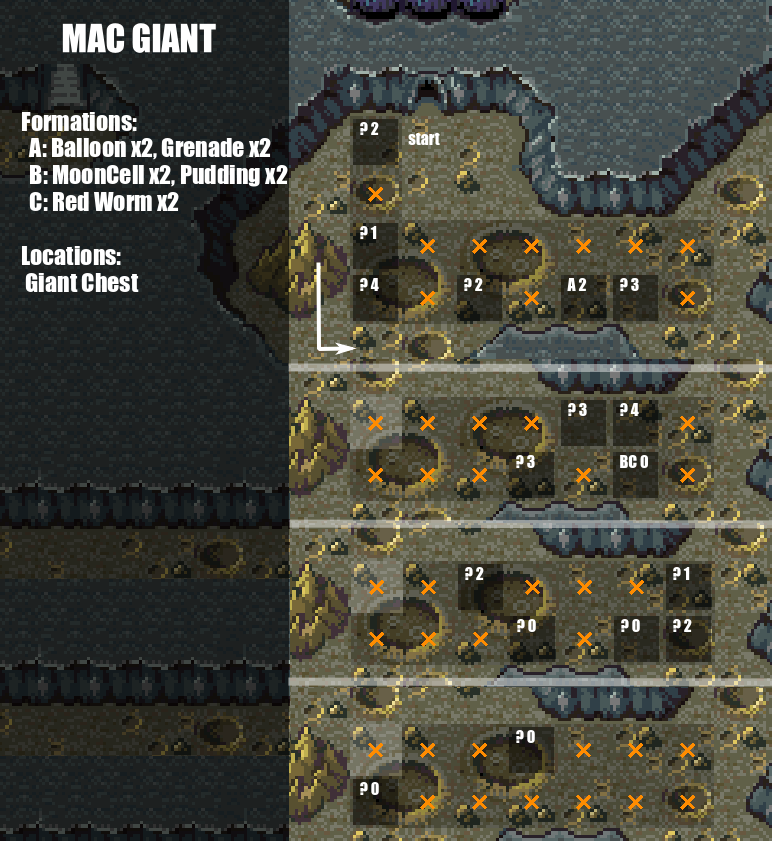 MAC GIANT
Formations:
A: Balloon x2, Grenade x2
B: MoonCell x2, Pudding x2
C: Red Worm x2
Locations:
Giant Chest
?2
start
?1
?4 ?2 A2 ?3
?3 ?4
?3 BC0
?2 ?1
?0 ?0 ?2
?0
?0